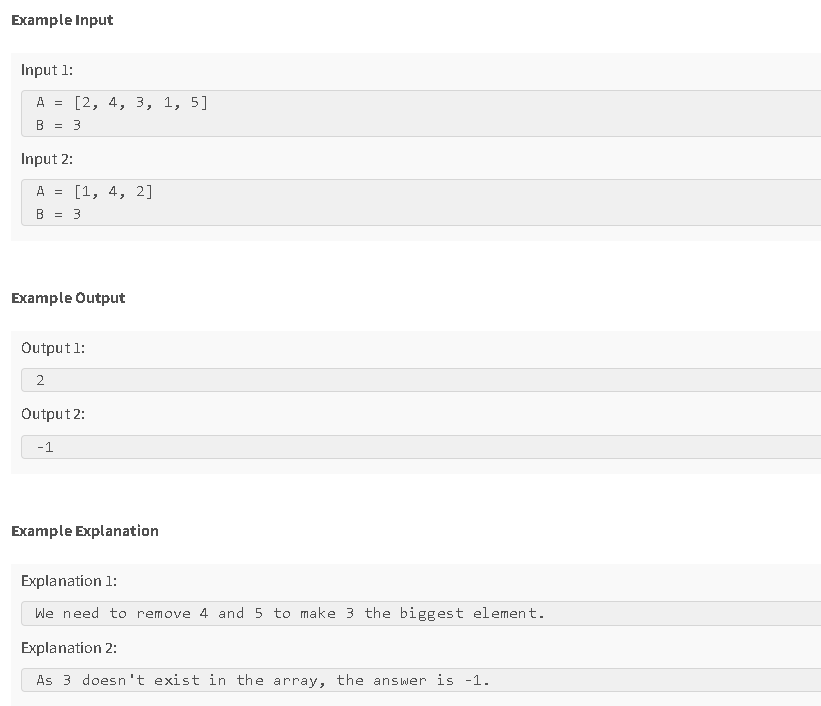 Example Input
Input 1:
A = [2, 4, 3, 1, 5]
B = 3
Input 2:
A = [1, 4, 2]
B = 3
Example Output
Output 1:
2
Output 2:
-1
Example Explanation
Explanation 1:
We need to remove 4 and 5 to make 3 the biggest element.
Explanation 2:
As 3 doesn't exist in the array, the answer is -1.